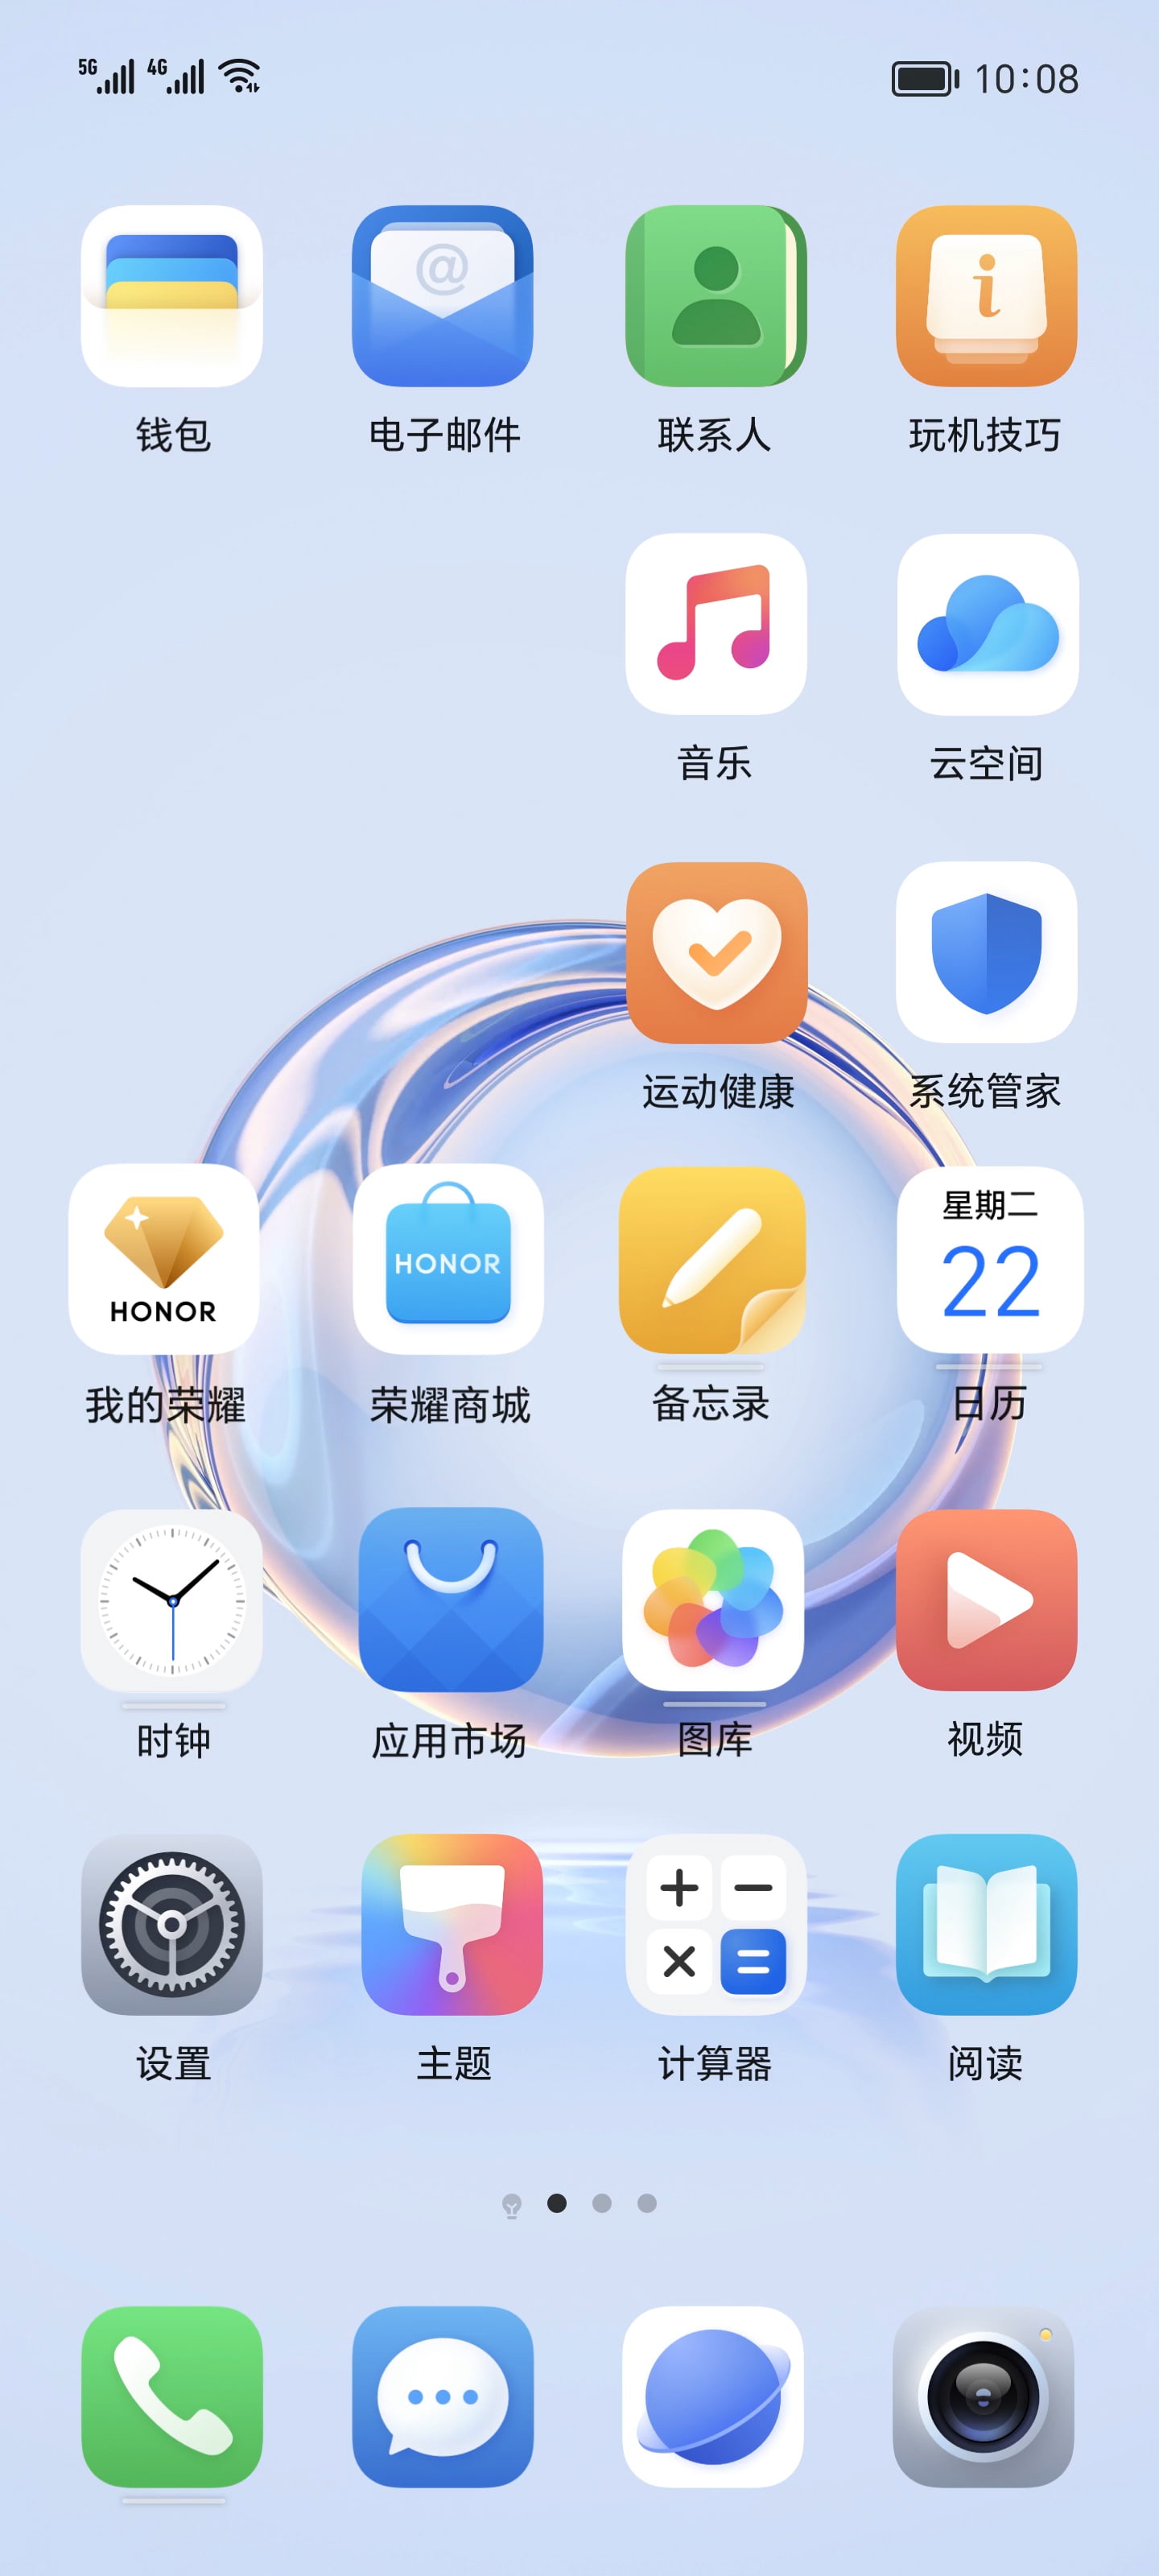 5G 4G 10:08
@ i
钱包 电子邮件 联系人 玩机技巧
音乐 云空间
运动健康 系统管家
星期二
HONOR 22
HONOR
我的荣耀 荣耀商城 备忘录 日历
时钟 应用市场 图库 视频
设置 主题 计算器 阅读